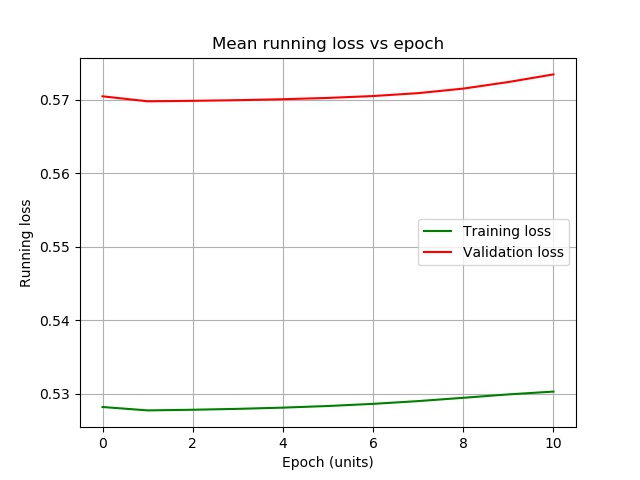 Mean running loss vs epoch
0.57
0.56
0.55
0.54
0.53
Running loss
Training loss
Validation loss
0 2 4 6 8 10
Epoch (units)